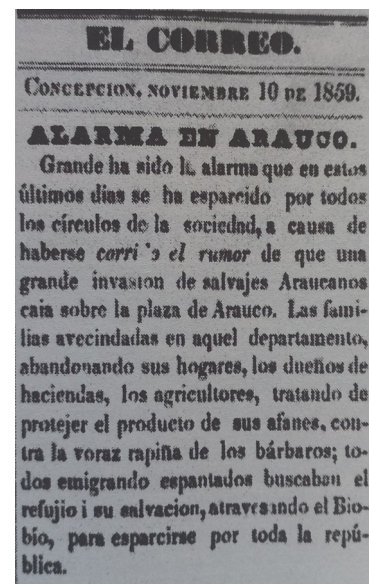 EL CORREO.
CONCEPCION, NOVIEMBRE 10 DE 1859.
ALARMA EN ARAUCO.
Grande ha sido la alarma que en estos
últimos dias se ha esparcido por todos
los círculos de la sociedad, a causa de
haberse el rumor de que una
grande invasion de salvajes Araucanos
caia sobre la plaza de Arauco. Las fami-
lias avecindadas en aquel departamento,
abandonando sus hogares, los dueños de
haciendas, los agricultores, tratando de
protejer el producto de sus afanes, con-
tra la voraz rapiña de los bárbaros; to-
dos emigrando espantados buscaban el
refujio i su salvacion, atravesando el Bio-
bio, para esparcirse por toda la repú-
blica.